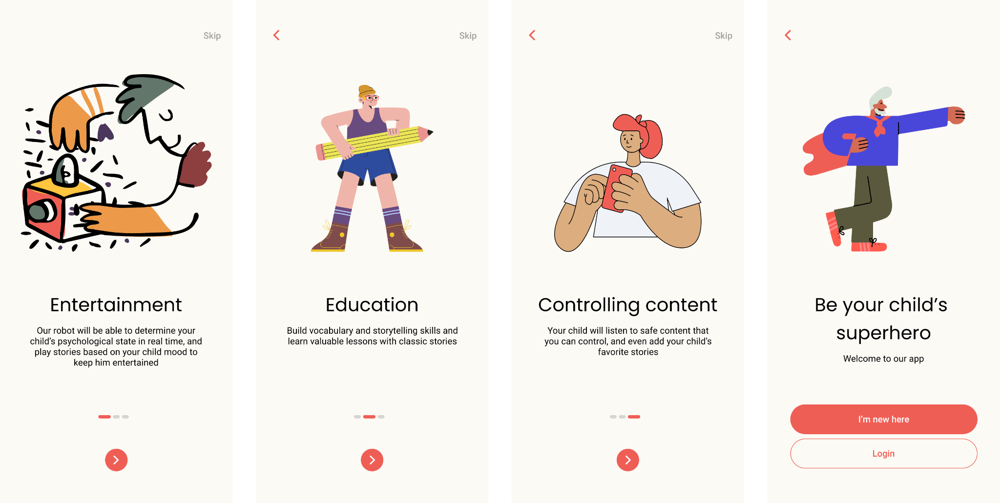 Skip
Entertainment
Our robot will be able to determine your
child's psychological state in real time, and
play stories based on your child mood to
keep him entertained
Skip
Education
Build vocabulary and storytelling skills and
learn valuable lessons with classic stories
Skip
Controlling content
Your child will listen to safe content that
you can control, and even add your child's
favorite stories
Be your child’s
superhero
Welcome to our app
I’m new here
Login